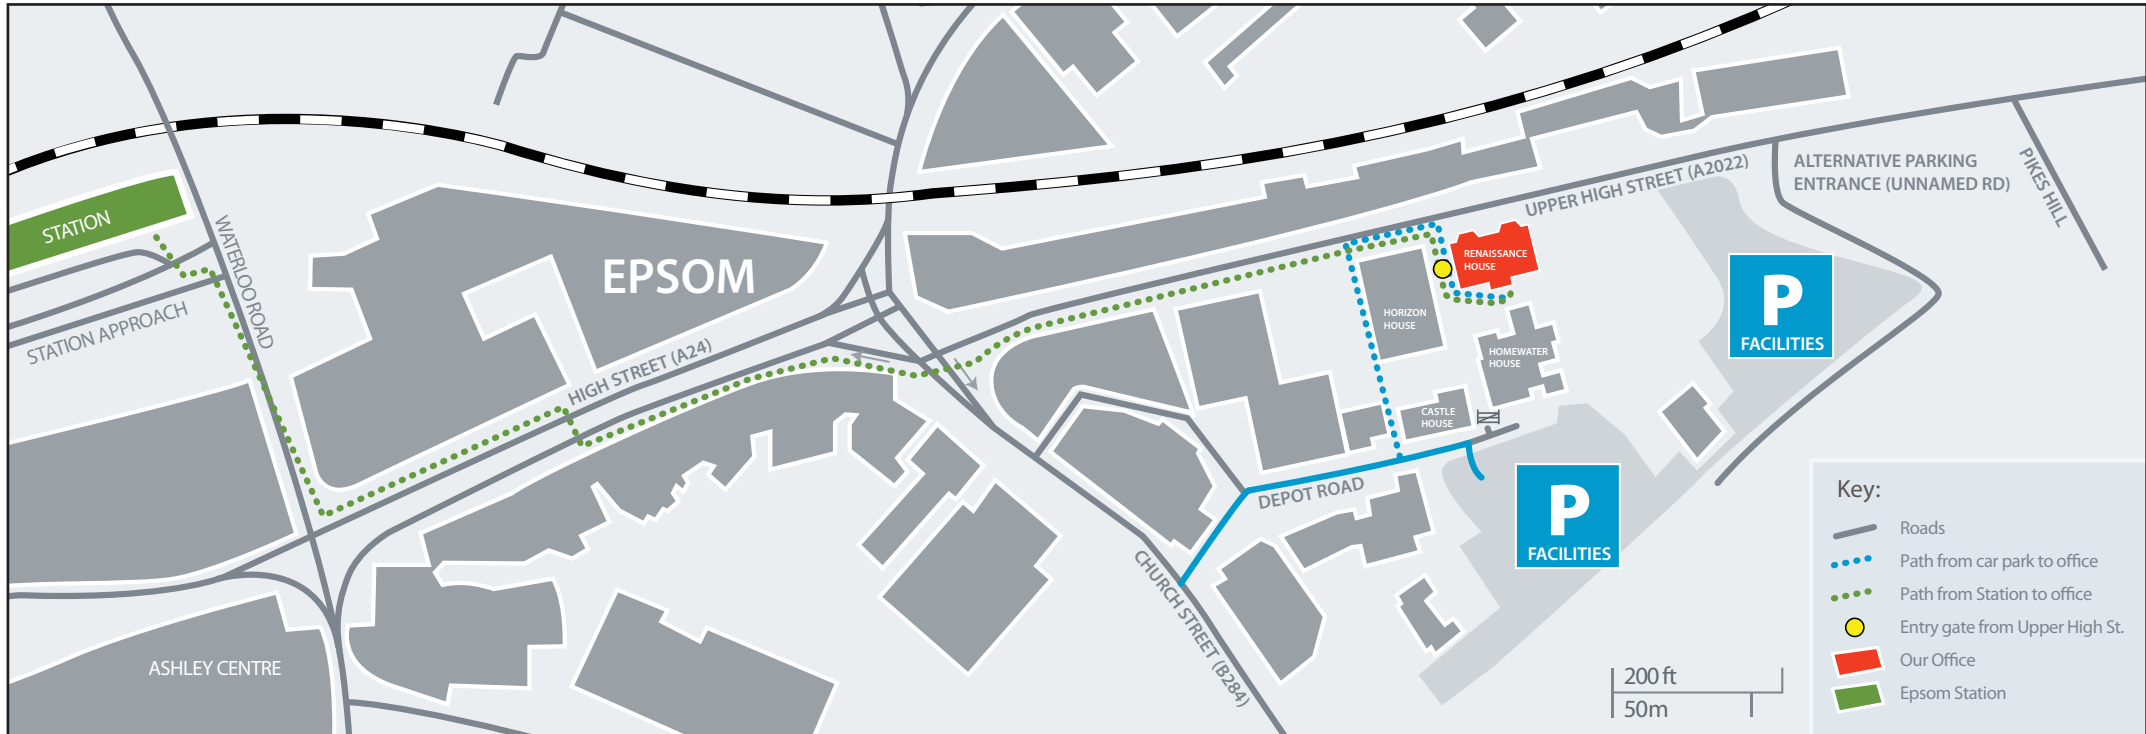 STATION
WATERLOO ROAD
STATION APPROACH
EPSOM
HIGH STREET (A24)
ASHLEY CENTRE
UPPER HIGH STREET (A2022)
ALTERNATIVE PARKING
ENTRANCE (UNNAMED RD)
PIKES HILL
RENAISSANCE
HOUSE
HORIZON
HOUSE
HOMEWATER
HOUSE
CASTLE
HOUSE
P
FACILITIES
P
FACILITIES
DEPOT ROAD
CHURCH STREET (B284)
200 ft
50m
Key:
Roads
Path from car park to office
Path from Station to office
Entry gate from Upper High St.
Our Office
Epsom Station